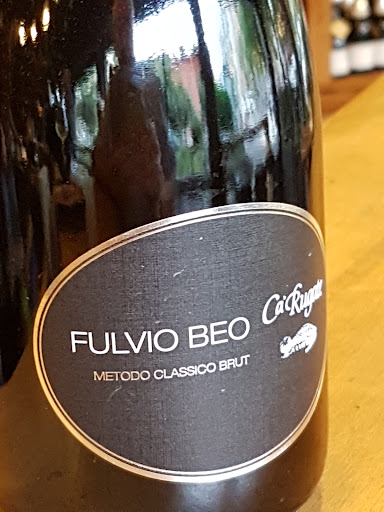 FULVIO BEO
Ca' Rugate
METODO CLASSICO BRUT